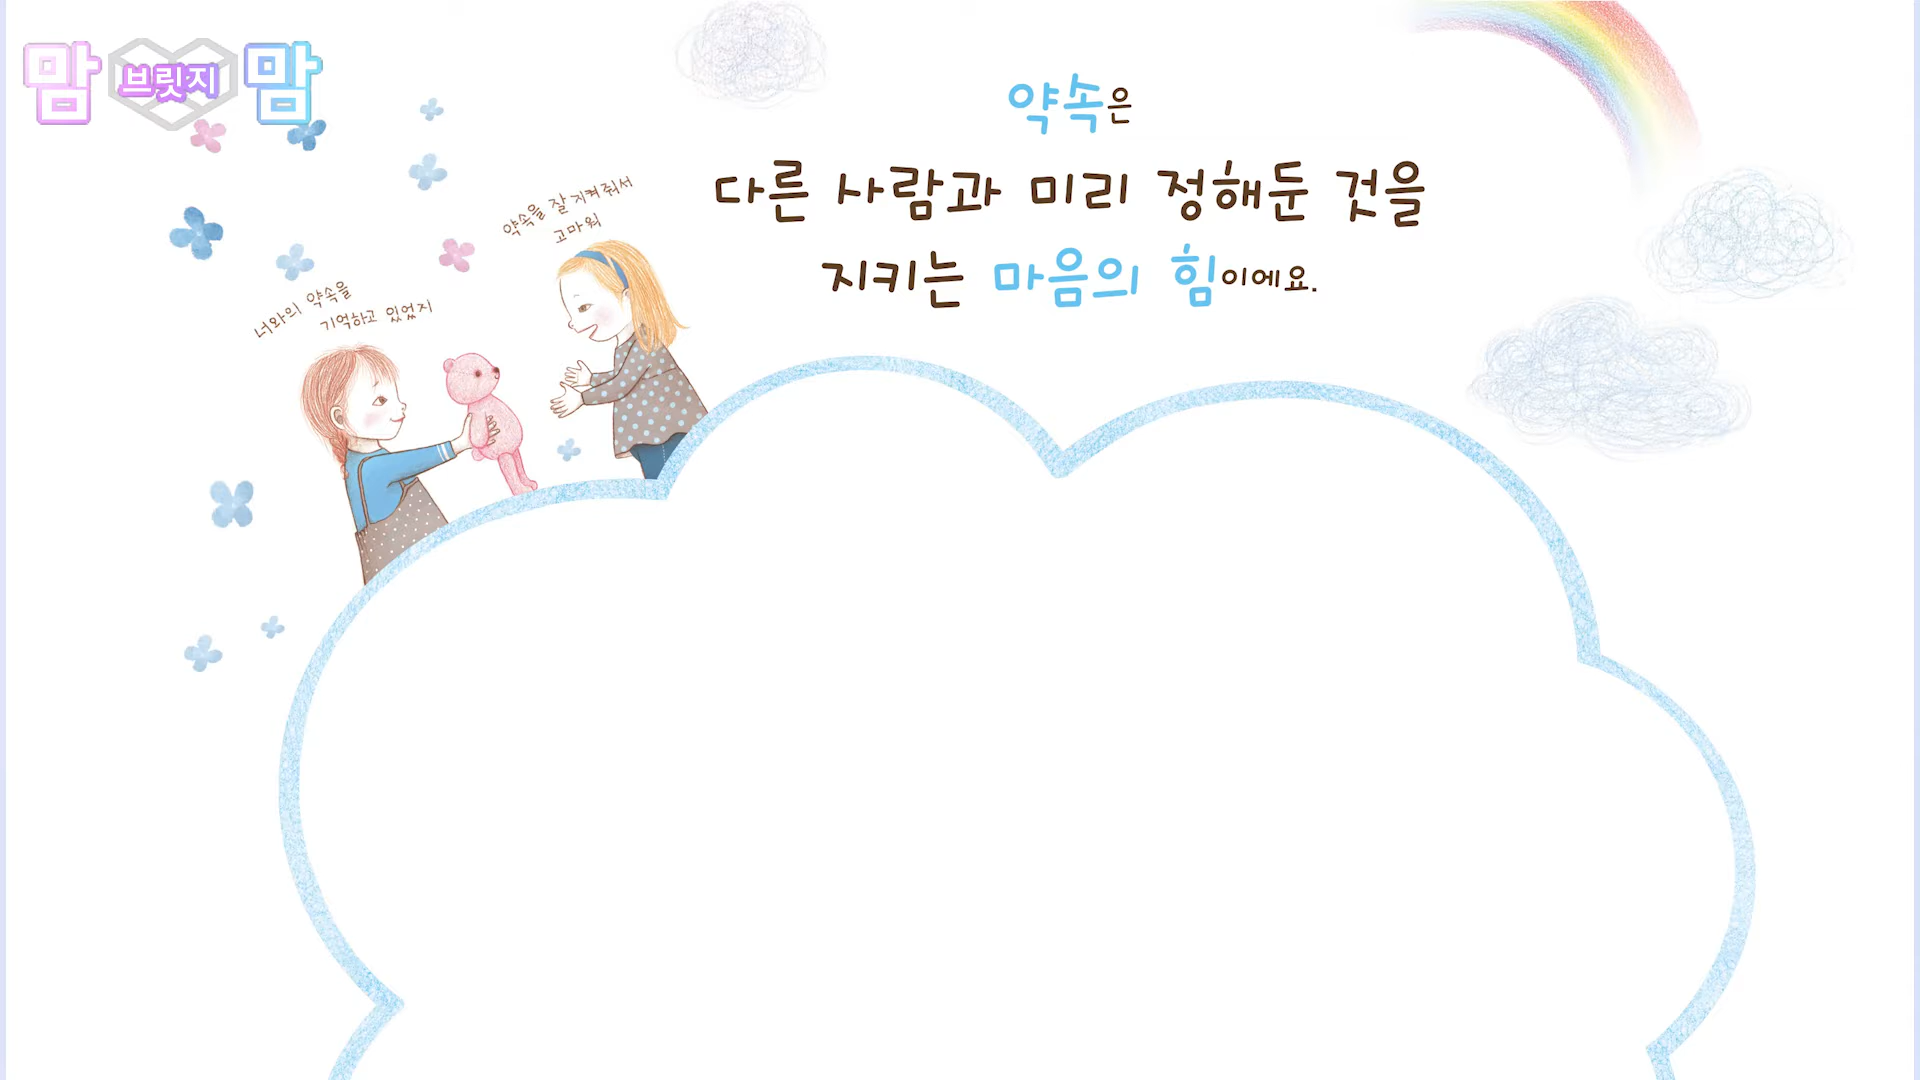 맘 브릿지 맘
약속은
다른 사람과 미리 정해둔 것을
지키는 마음의 힘이에요.
약속을 잘 지켜줘서
고마워
너와의 약속을
기억하고 있었지